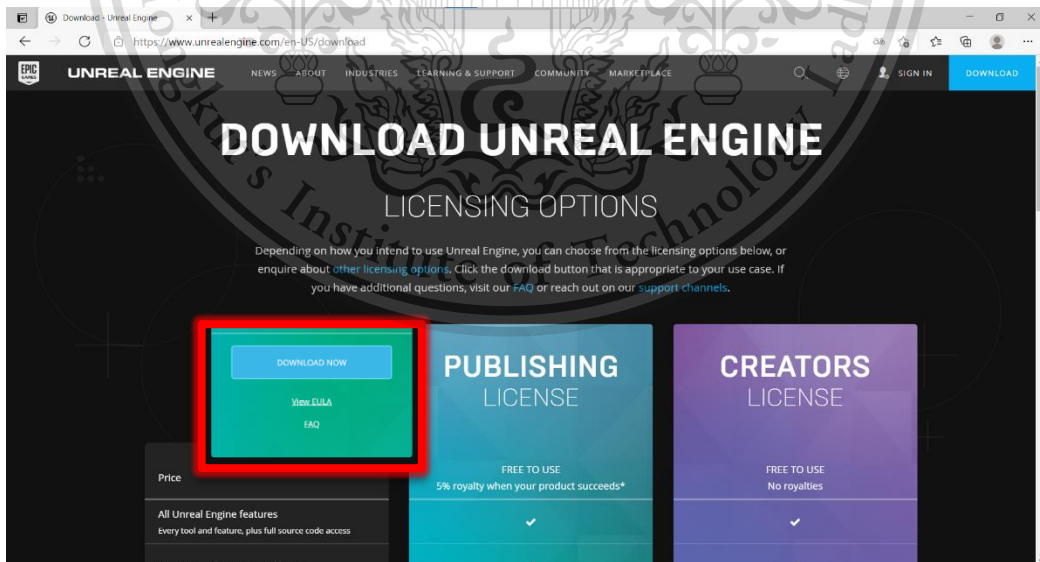 Download - Unreal Engine
https://www.unrealengine.com/en-US/download
EPIC GAMES
UNREAL ENGINE
NEWS
ABOUT
INDUSTRIES
LEARNING & SUPPORT
COMMUNITY
MARKETPLACE
SIGN IN
DOWNLOAD
DOWNLOAD UNREAL ENGINE
LICENSING OPTIONS
Depending on how you intend to use Unreal Engine, you can choose from the licensing options below, or
enquire about other licensing options. Click the download button that is appropriate to your use case. If
you have additional questions, visit our FAQ or reach out on our support channels.
DOWNLOAD NOW
View EULA
FAQ
PUBLISHING
LICENSE
FREE TO USE
5% royalty when your product succeeds*
CREATORS
LICENSE
FREE TO USE
No royalties
Price
All Unreal Engine features
Every tool and feature, plus full source code access
's Institute of Technology